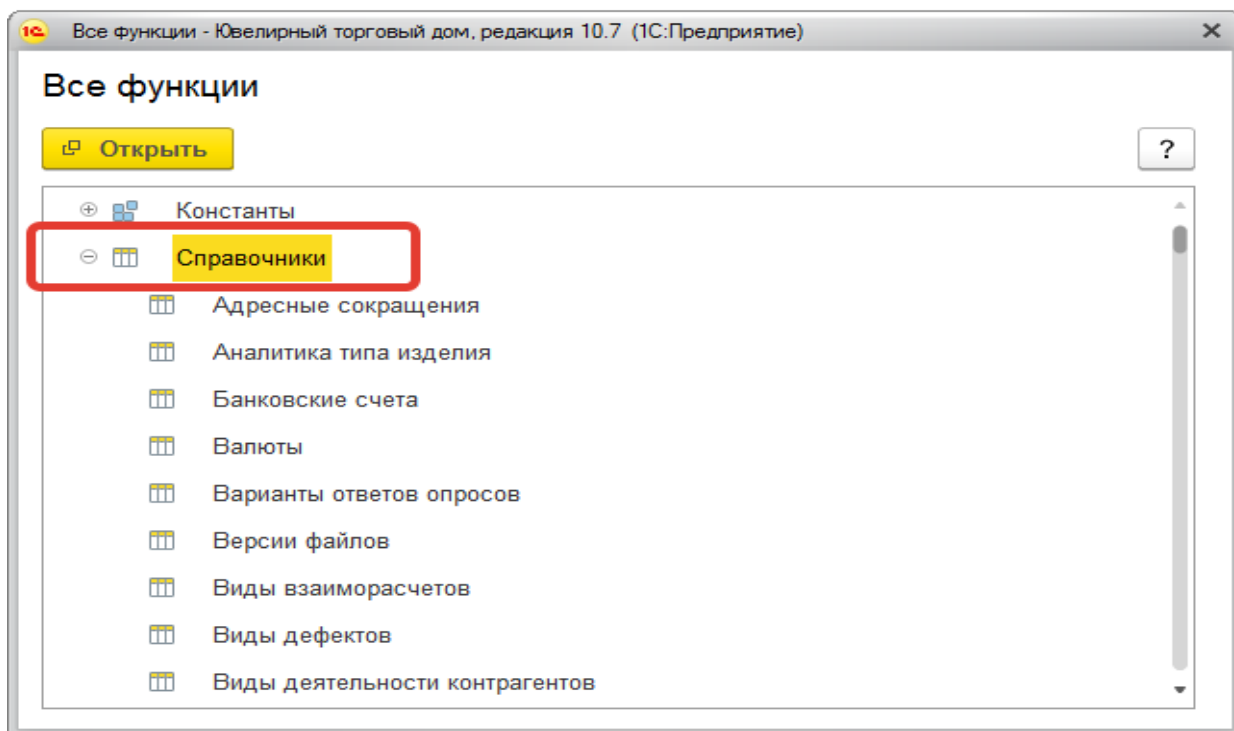 1С Все функции - Ювелирный торговый дом, редакция 10.7 (1С:Предприятие)
Все функции
Открыть ?
Константы
Справочники
Адресные сокращения
Аналитика типа изделия
Банковские счета
Валюты
Варианты ответов опросов
Версии файлов
Виды взаиморасчетов
Виды дефектов
Виды деятельности контрагентов